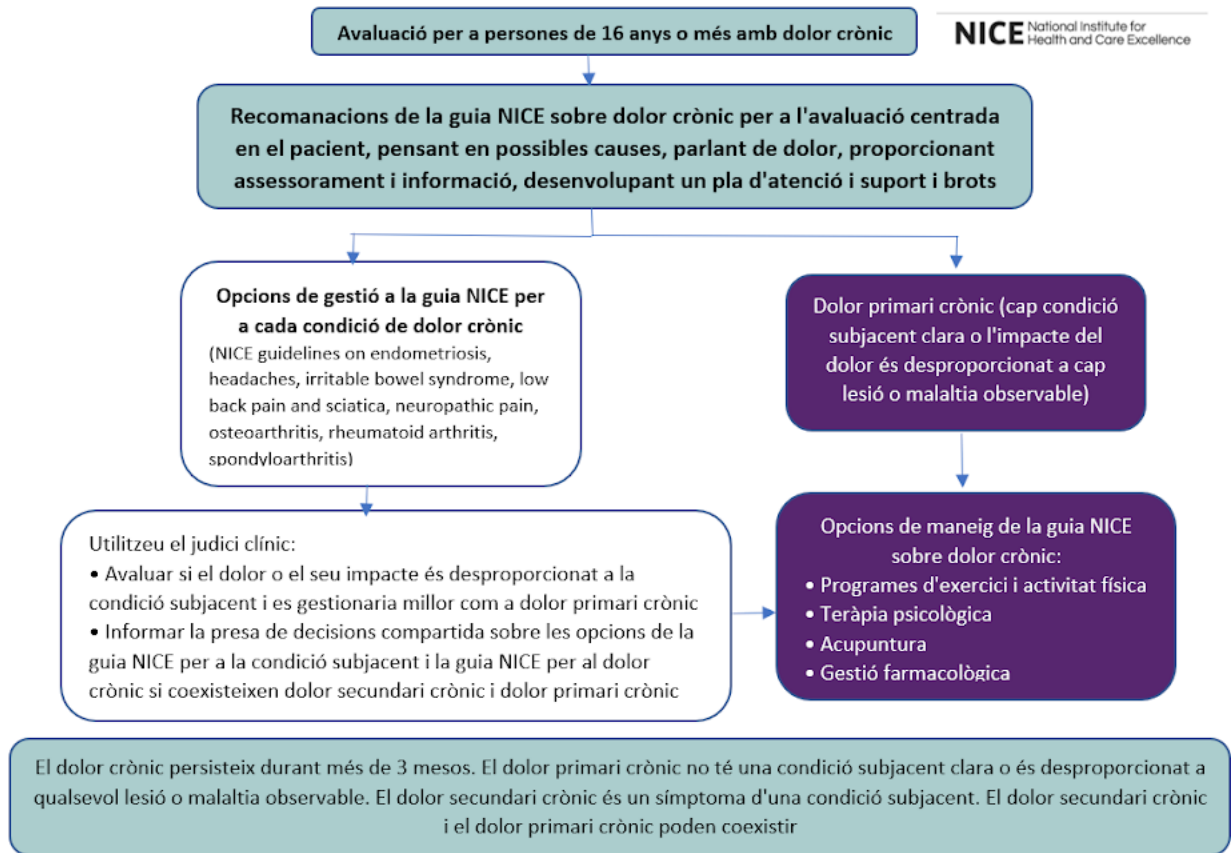 Avaluació per a persones de 16 anys o més amb dolor crònic
NICE National Institute for
Health and Care Excellence
Recomanacions de la guia NICE sobre dolor crònic per a l'avaluació centrada
en el pacient, pensant en possibles causes, parlant de dolor, proporcionant
assessorament i informació, desenvolupant un pla d'atenció i suport i brots
Opcions de gestió a la guia NICE per
a cada condició de dolor crònic
(NICE guidelines on endometriosis,
headaches, irritable bowel syndrome, low
back pain and sciatica, neuropathic pain,
osteoarthritis, rheumatoid arthritis,
spondyloarthritis)
Dolor primari crònic (cap condició
subjacent clara o l'impacte del
dolor és desproporcionat a cap
lesió o malaltia observable)
Utilitzeu el judici clínic:
• Avaluar si el dolor o el seu impacte és desproporcionat a la
condició subjacent i es gestionaria millor com a dolor primari crònic
• Informar la presa de decisions compartida sobre les opcions de la
guia NICE per a la condició subjacent i la guia NICE per al dolor
crònic si coexisteixen dolor secundari crònic i dolor primari crònic
Opcions de maneig de la guia NICE
sobre dolor crònic:
• Programes d'exercici i activitat física
• Teràpia psicològica
• Acupuntura
• Gestió farmacològica
El dolor crònic persisteix durant més de 3 mesos. El dolor primari crònic no té una condició subjacent clara o és desproporcionat a
qualsevol lesió o malaltia observable. El dolor secundari crònic és un símptoma d'una condició subjacent. El dolor secundari crònic
i el dolor primari crònic poden coexistir